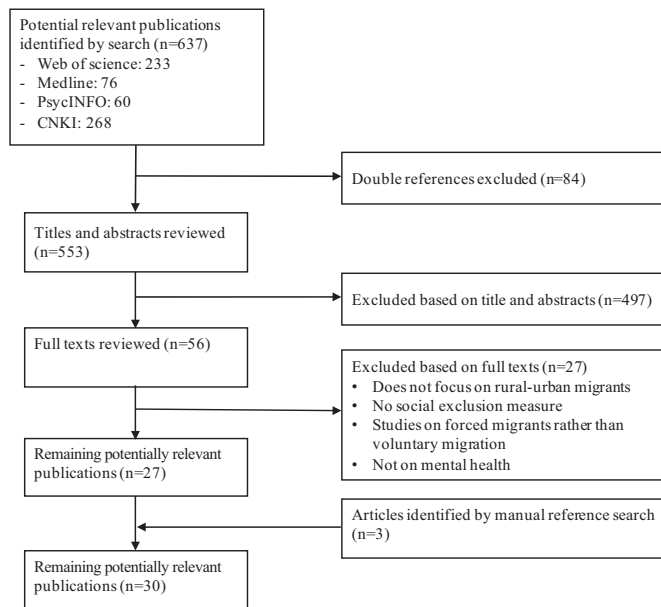 Potential relevant publications
identified by search (n=637)
- Web of science: 233
- Medline: 76
- PsycINFO: 60
- CNKI: 268
Double references excluded (n=84)
Titles and abstracts reviewed
(n=553)
Excluded based on title and abstracts (n=497)
Full texts reviewed (n=56)
Excluded based on full texts (n=27)
• Does not focus on rural-urban migrants
• No social exclusion measure
• Studies on forced migrants rather than
voluntary migration
• Not on mental health
Remaining potentially relevant
publications (n=27)
Articles identified by manual reference search
(n=3)
Remaining potentially relevant
publications (n=30)